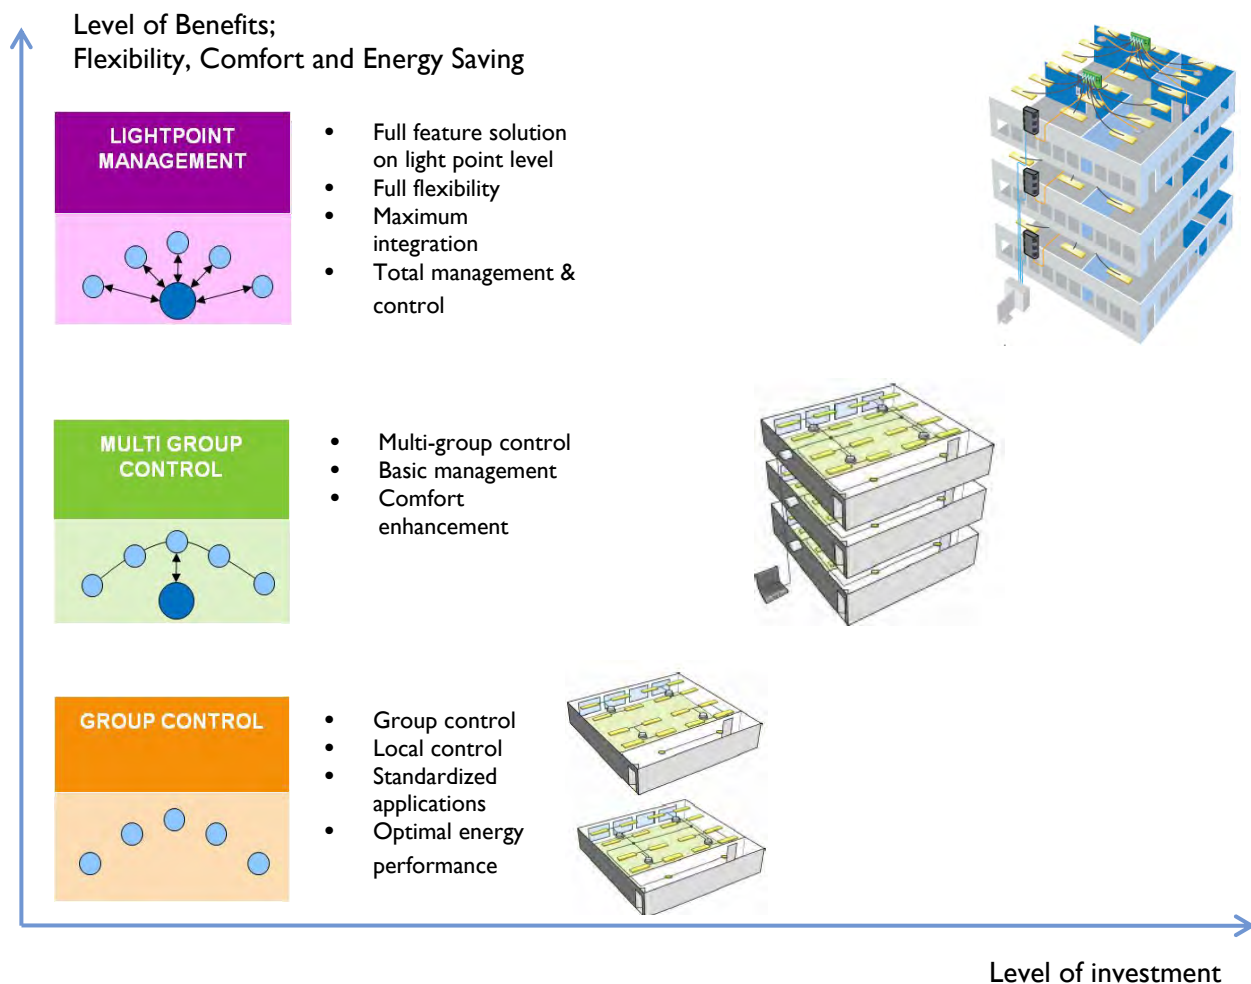 Level of Benefits;
Flexibility, Comfort and Energy Saving
LIGHTPOINT
MANAGEMENT
• Full feature solution
on light point level
• Full flexibility
• Maximum
integration
• Total management &
control
MULTI GROUP
CONTROL
• Multi-group control
• Basic management
• Comfort
enhancement
GROUP CONTROL
• Group control
• Local control
• Standardized
applications
• Optimal energy
performance
Level of investment